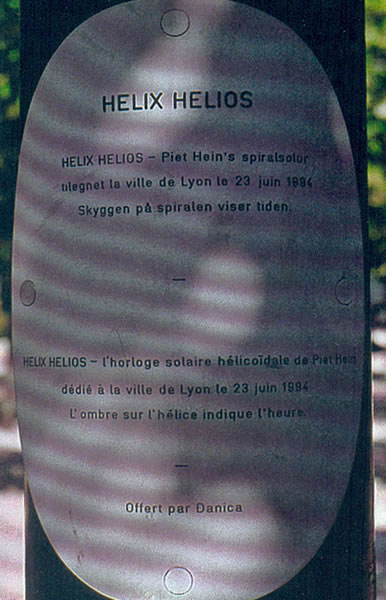 HELIX HELIOS
HELIX HELIOS – Piet Hein's spiralsolur
tilegnet la ville de Lyon le 23 juin 1984
Skyggen på spiralen viser tiden.
—
HELIX HELIOS – l'horloge solaire hélicoïdale de Piet Hein
dédié à la ville de Lyon le 23 juin 1984
L'ombre sur l'hélice indique l'heure.
—
Offert par Danica